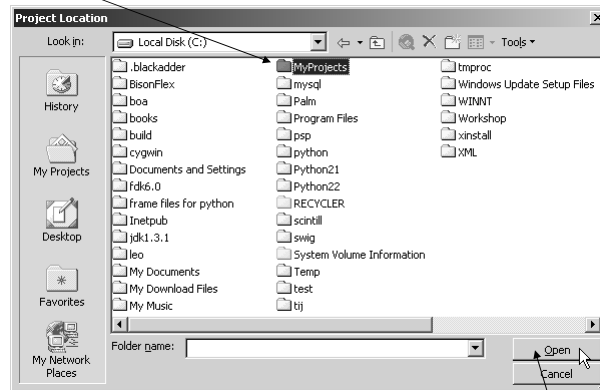 Project Location
Look in:
Local Disk (C:)
Tools
History
My Projects
Desktop
Favorites
My Network
Places
.blackadder
BisonFlex
boa
books
build
cygwin
Documents and Settings
fdk6.0
frame files for python
Inetpub
jdk1.3.1
leo
My Documents
My Download Files
My Music
MyProjects
mysql
Palm
Program Files
psp
python
Python21
Python22
RECYCLER
scintill
swig
System Volume Information
Temp
test
tij
tmproc
Windows Update Setup Files
WINNT
Workshop
xinstall
XML
Folder name:
Open
Cancel